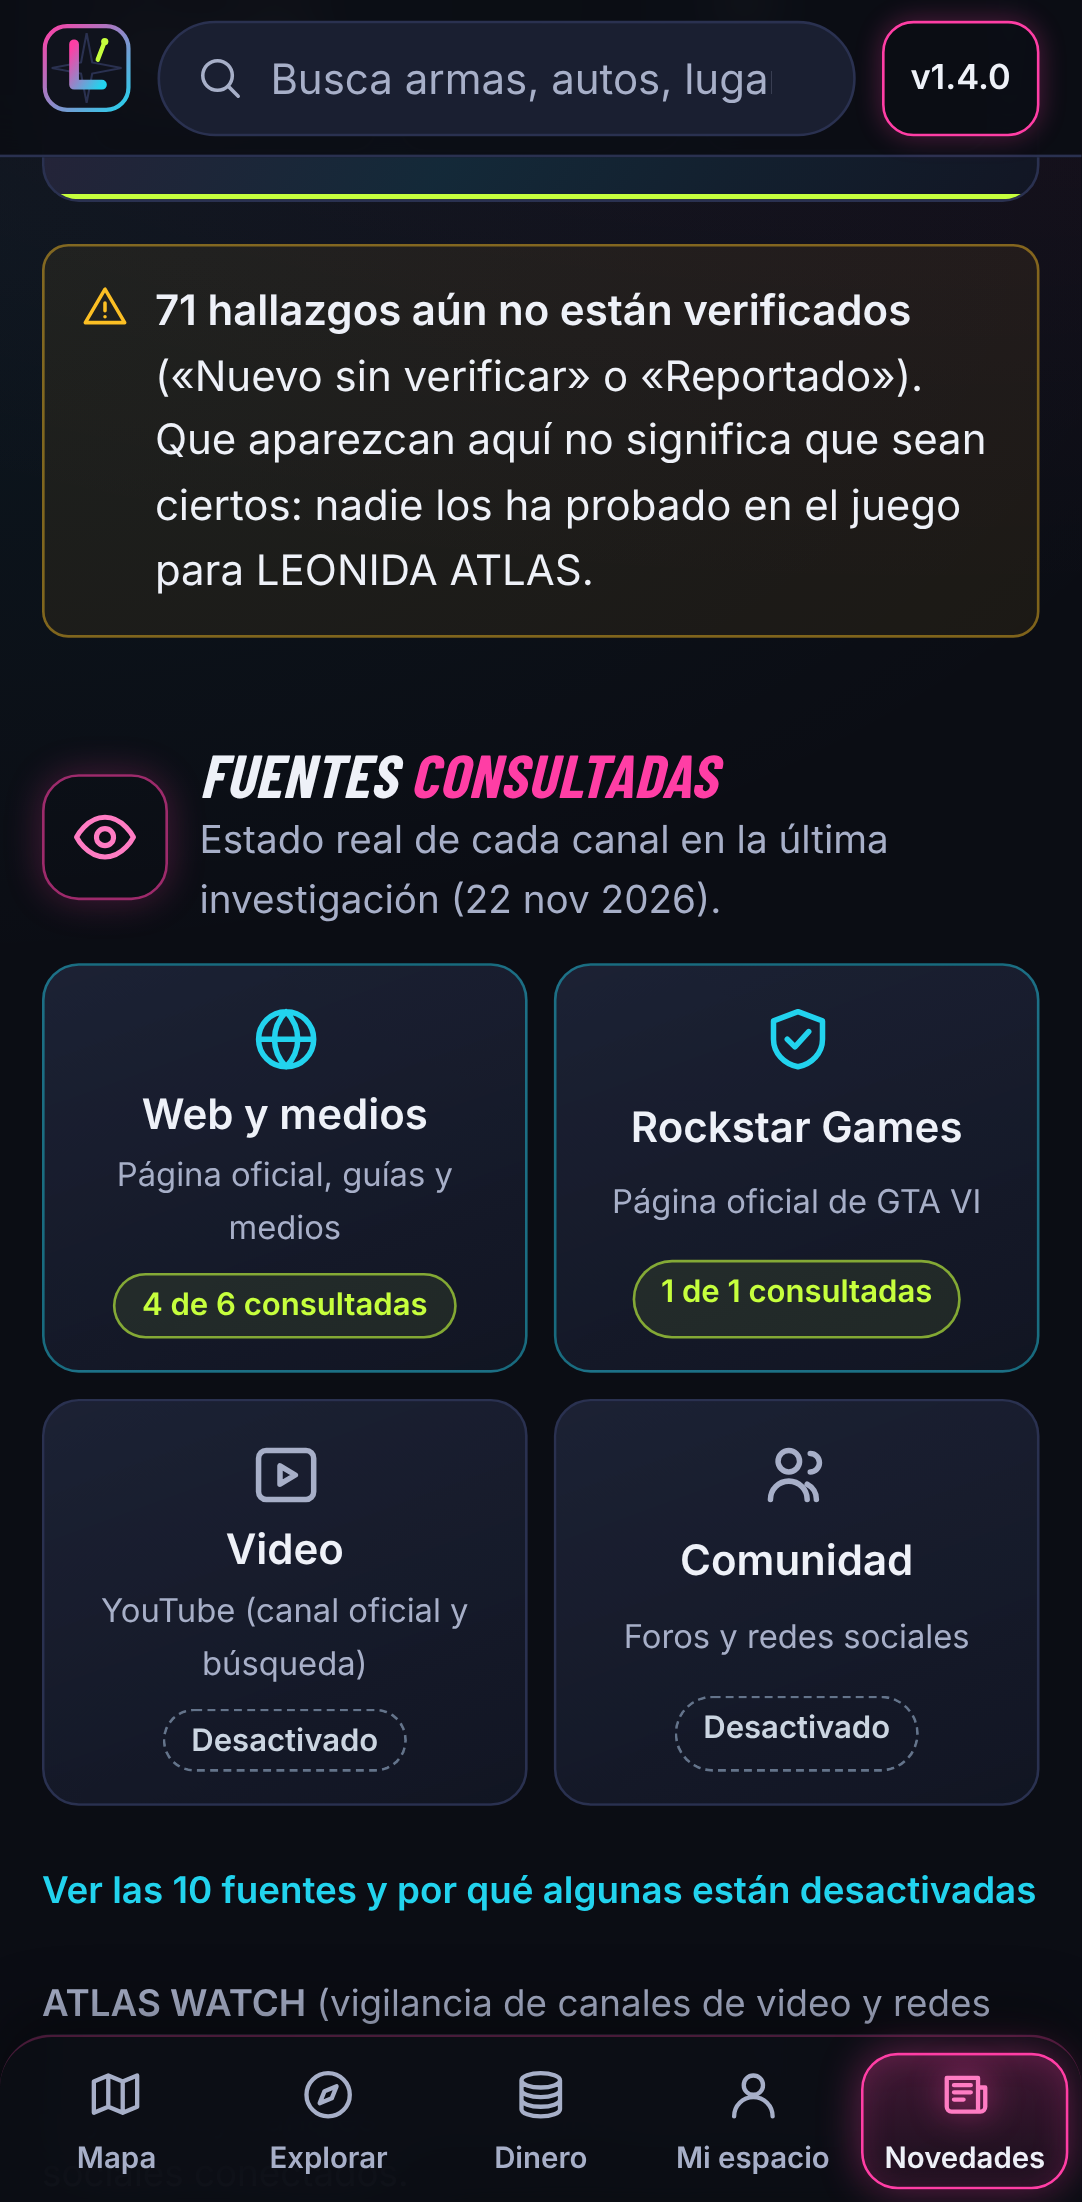 Busca armas, autos, luga
v1.4.0
71 hallazgos aún no están verificados
(«Nuevo sin verificar» o «Reportado»).
Que aparezcan aquí no significa que sean
ciertos: nadie los ha probado en el juego
para LEONIDA ATLAS.
FUENTES CONSULTADAS
Estado real de cada canal en la última
investigación (22 nov 2026).
Web y medios
Página oficial, guías y
medios
4 de 6 consultadas
Rockstar Games
Página oficial de GTA VI
1 de 1 consultadas
Video
YouTube (canal oficial y
búsqueda)
Desactivado
Comunidad
Foros y redes sociales
Desactivado
Ver las 10 fuentes y por qué algunas están desactivadas
ATLAS WATCH (vigilancia de canales de video y redes
sociales conectados.
Mapa
Explorar
Dinero
Mi espacio
Novedades